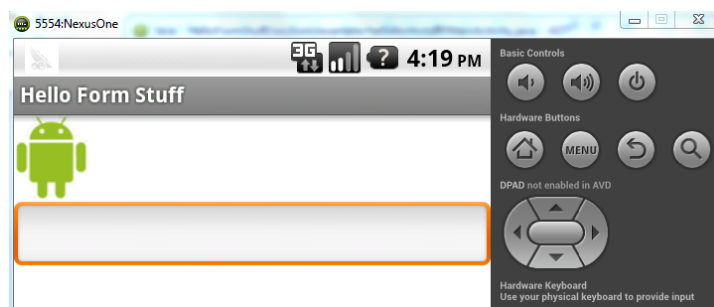 5554:NexusOne
3G
?
4:19 PM
Hello Form Stuff
Basic Controls
Hardware Buttons
MENU
DPAD not enabled in AVD
Hardware Keyboard
Use your physical keyboard to provide input